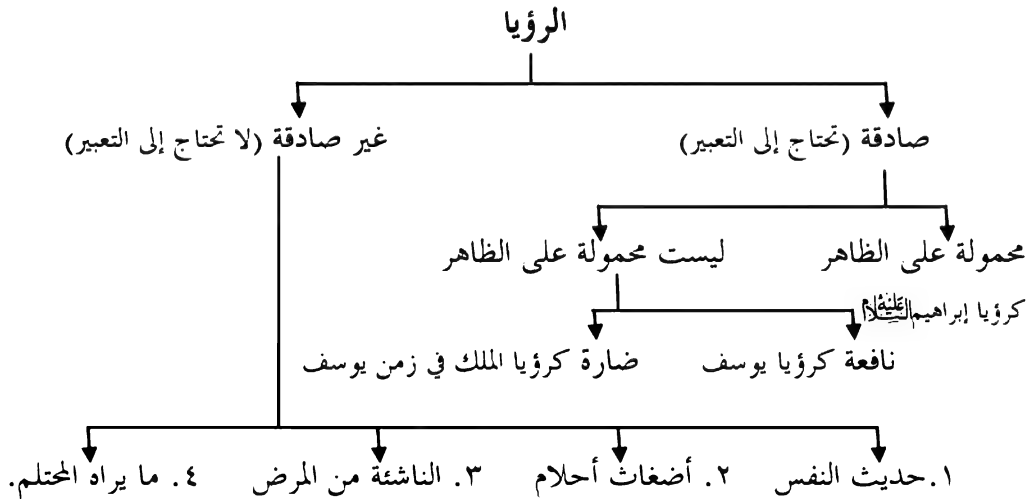 الرؤيا
صادقة (تحتاج إلى التعبير)
غير صادقة (لا تحتاج إلى التعبير)
محمولة على الظاهر
ليست محمولة على الظاهر
كرؤيا إبراهيم عليه السلام
نافعة كرؤيا يوسف
ضارة كرؤيا الملك في زمن يوسف
١. حديث النفس
٢. أضغاث أحلام
٣. الناشئة من المرض
٤. ما يراه المحتلم.